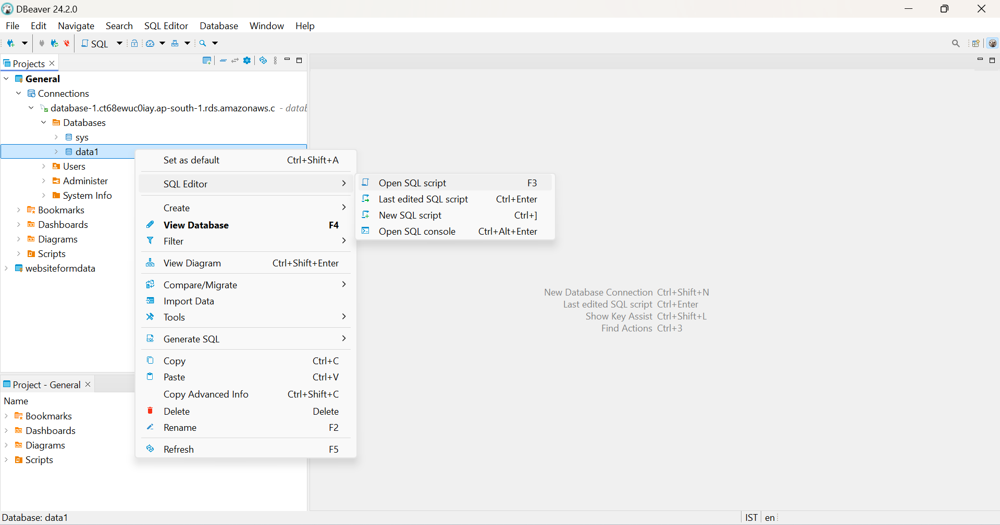 DBeaver 24.2.0
File Edit Navigate Search SQL Editor Database Window Help
SQL
Projects
General
Connections
database-1.ct68ewuc0iay.ap-south-1.rds.amazonaws.c - datab
Databases
sys
data1
Users
Administer
System Info
Bookmarks
Dashboards
Diagrams
Scripts
websiteformdata
Set as default Ctrl+Shift+A
SQL Editor
Create
View Database F4
Filter
View Diagram Ctrl+Shift+Enter
Compare/Migrate
Import Data
Tools
Generate SQL
Copy Ctrl+C
Paste Ctrl+V
Copy Advanced Info Ctrl+Shift+C
Delete Delete
Rename F2
Refresh F5
Open SQL script F3
Last edited SQL script Ctrl+Enter
New SQL script Ctrl+]
Open SQL console Ctrl+Alt+Enter
New Database Connection Ctrl+Shift+N
Last edited SQL script Ctrl+Enter
Show Key Assist Ctrl+Shift+L
Find Actions Ctrl+3
Project - General
Name
Bookmarks
Dashboards
Diagrams
Scripts
Database: data1
IST en